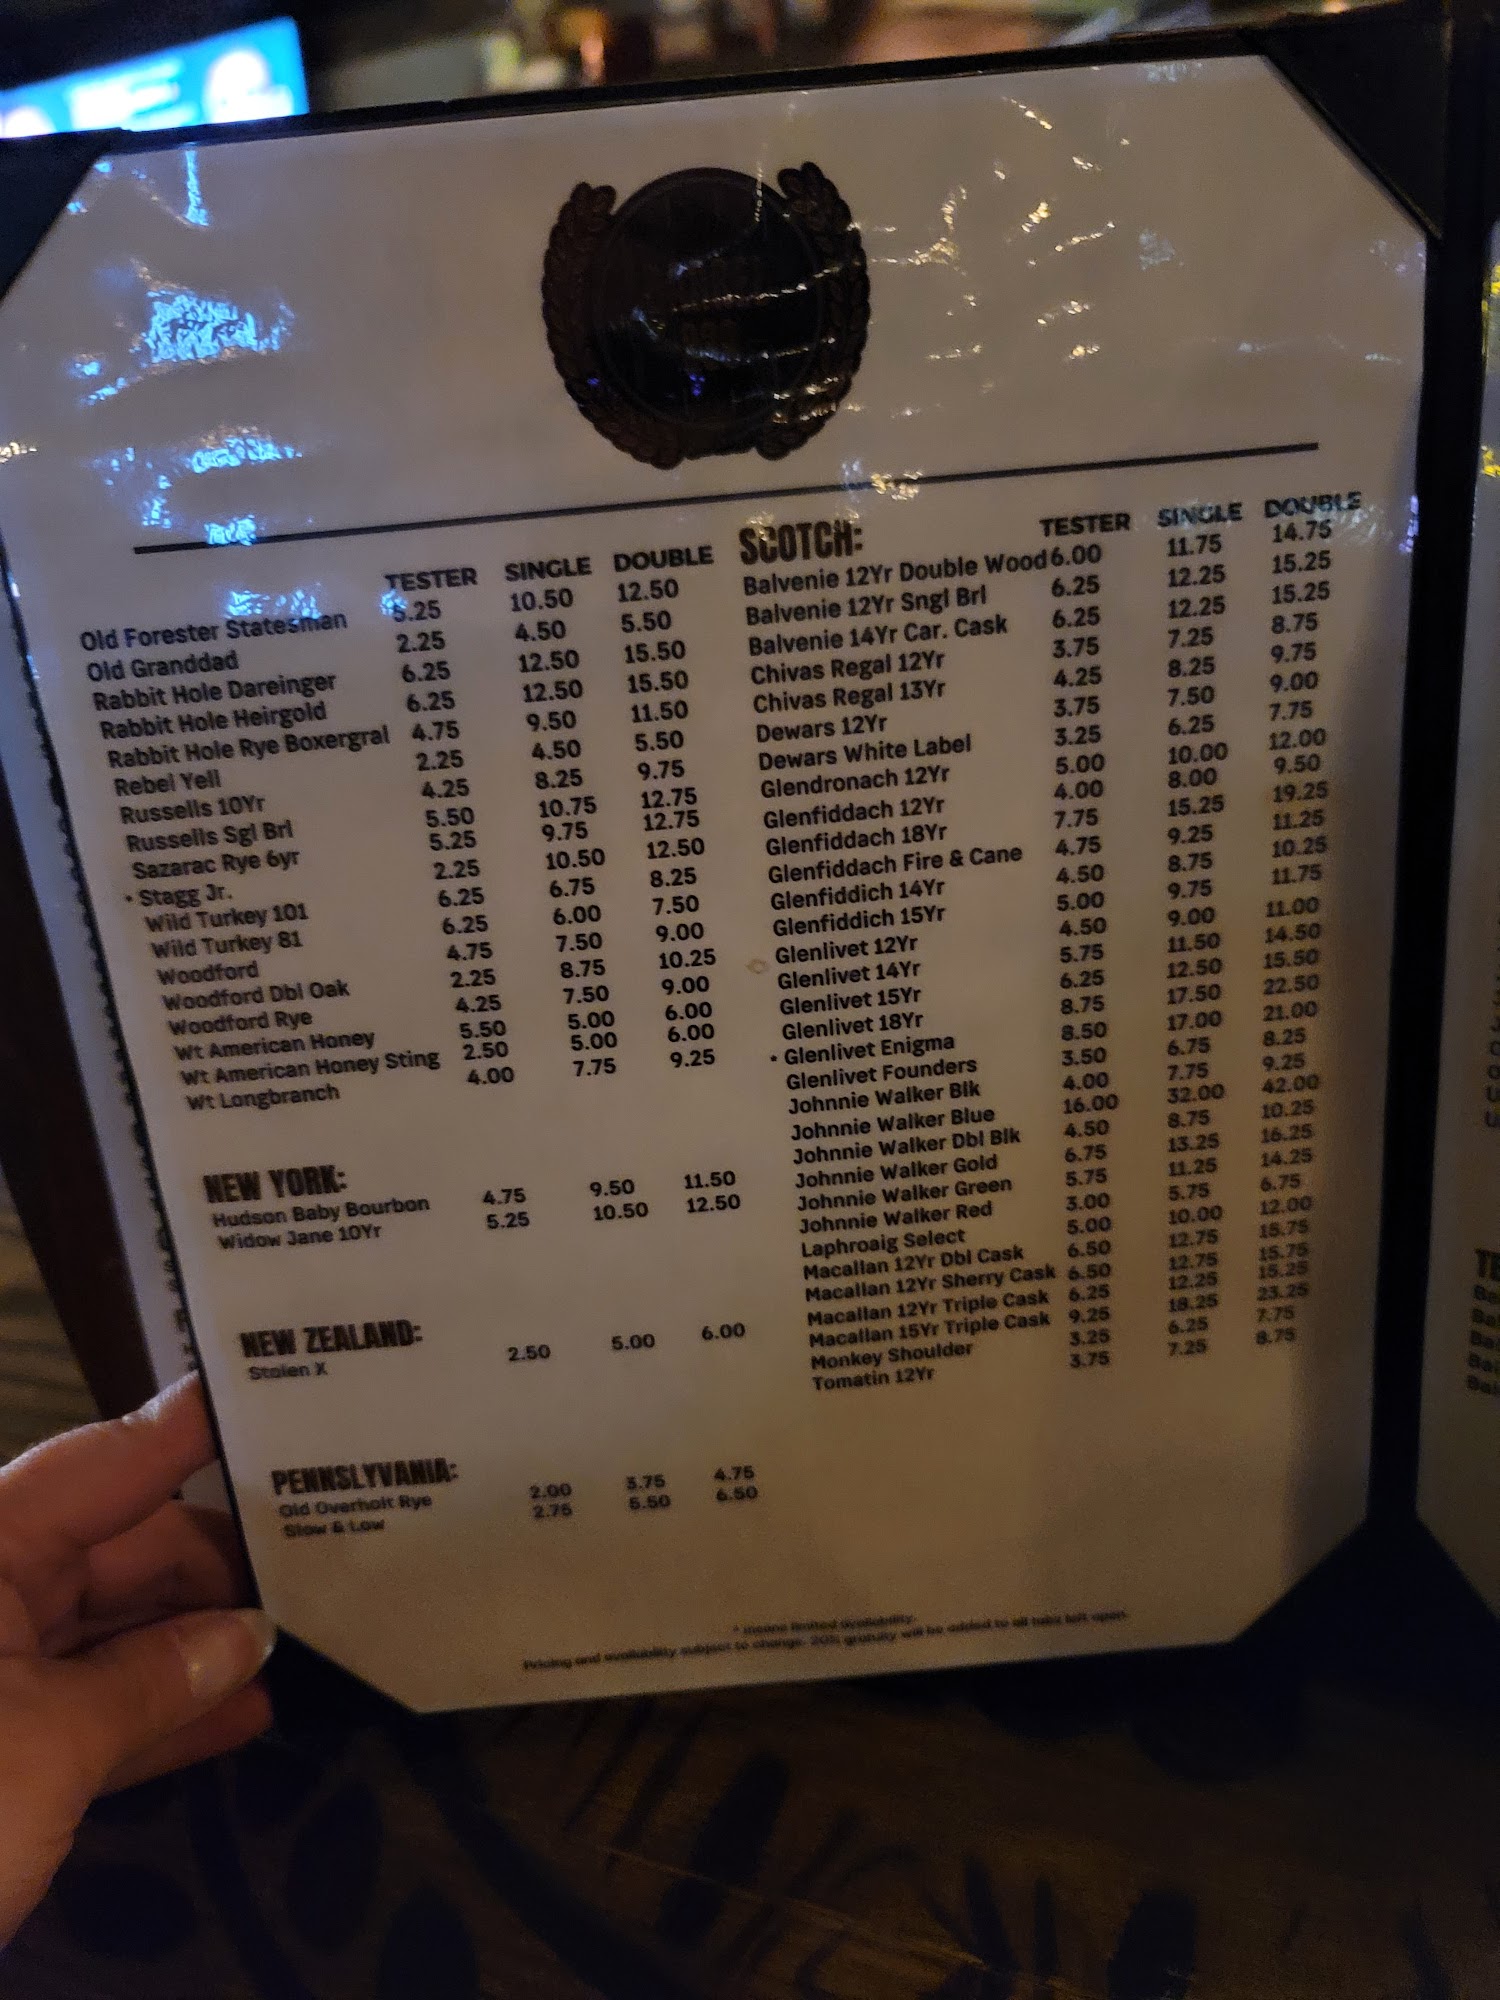 TESTER SINGLE DOUBLE
Old Forester Statesman 5.25 10.50 12.50
Old Granddad 2.25 4.50 5.50
Rabbit Hole Dareinger 6.25 12.50 15.50
Rabbit Hole Heirgold 6.25 12.50 15.50
Rabbit Hole Rye Boxergral 4.75 9.50 11.50
Rebel Yell 2.25 4.50 5.50
Russells 10Yr 4.25 8.25 9.75
Russells Sgl Brl 5.50 10.75 12.75
Sazarac Rye 6yr 5.25 9.75 12.75
* Stagg Jr. 2.25 10.50 12.50
Wild Turkey 101 6.25 6.75 8.25
Wild Turkey 81 6.25 6.00 7.50
Woodford 4.75 7.50 9.00
Woodford Dbl Oak 2.25 8.75 10.25
Woodford Rye 4.25 7.50 9.00
Wt American Honey 5.50 5.00 6.00
Wt American Honey Sting 2.50 5.00 6.00
Wt Longbranch 4.00 7.75 9.25
NEW YORK:
Hudson Baby Bourbon 4.75 9.50 11.50
Widow Jane 10Yr 5.25 10.50 12.50
NEW ZEALAND:
Stolen X 2.50 5.00 6.00
PENNSLYVANIA:
Old Overholt Rye 2.00 3.75 4.75
Slow & Low 2.75 5.50 6.50
SCOTCH: TESTER SINGLE DOUBLE
Balvenie 12Yr Double Wood 6.00 11.75 14.75
Balvenie 12Yr Sngl Brl 6.25 12.25 15.25
Balvenie 14Yr Car. Cask 6.25 12.25 15.25
Chivas Regal 12Yr 3.75 7.25 8.75
Chivas Regal 13Yr 4.25 8.25 9.75
Dewars 12Yr 3.75 7.50 9.00
Dewars White Label 3.25 6.25 7.75
Glendronach 12Yr 5.00 10.00 12.00
Glenfiddach 12Yr 4.00 8.00 9.50
Glenfiddach 18Yr 7.75 15.25 19.25
Glenfiddach Fire & Cane 4.75 9.25 11.25
Glenfiddich 14Yr 4.50 8.75 10.25
Glenfiddich 15Yr 5.00 9.75 11.75
Glenlivet 12Yr 4.50 9.00 11.00
Glenlivet 14Yr 5.75 11.50 14.50
Glenlivet 15Yr 6.25 12.50 15.50
Glenlivet 18Yr 8.75 17.50 22.50
* Glenlivet Enigma 8.50 17.00 21.00
Glenlivet Founders 3.50 6.75 8.25
Johnnie Walker Blk 4.00 7.75 9.25
Johnnie Walker Blue 16.00 32.00 42.00
Johnnie Walker Dbl Blk 4.50 8.75 10.25
Johnnie Walker Gold 6.75 13.25 16.25
Johnnie Walker Green 5.75 11.25 14.25
Johnnie Walker Red 3.00 5.75 6.75
Laphroaig Select 5.00 10.00 12.00
Macallan 12Yr Dbl Cask 6.50 12.75 15.75
Macallan 12Yr Sherry Cask 6.50 12.75 15.75
Macallan 12Yr Triple Cask 6.25 12.25 15.25
Macallan 15Yr Triple Cask 9.25 18.25 23.25
Monkey Shoulder 3.25 6.25 7.75
Tomatin 12Yr 3.75 7.25 8.75
* means limited availability.
Pricing and availability subject to change. 20% gratuity will be added to all tabs left open.